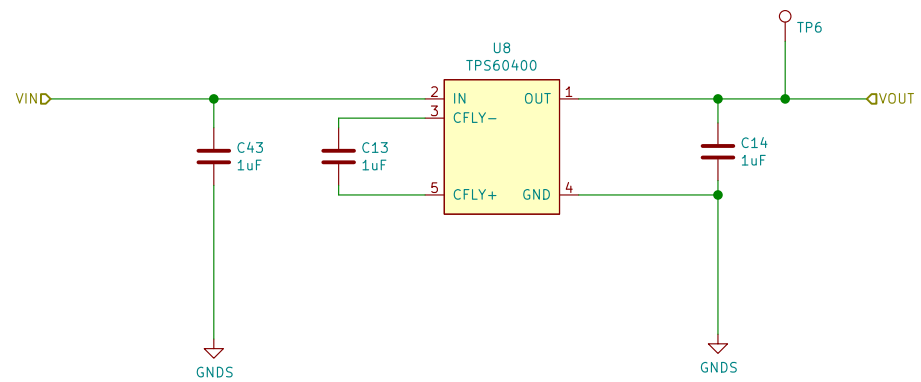 TP6
U8
TPS60400
VIN
2
IN
OUT
1
VOUT
3
CFLY-
C43
1uF
C13
1uF
C14
1uF
5
CFLY+
GND
4
GNDS
GNDS